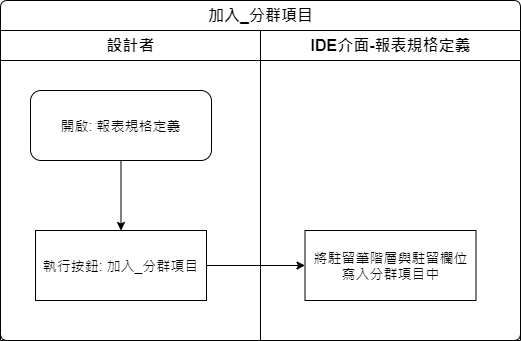 加入_分群項目
設計者
IDE介面-報表規格定義
開啟: 報表規格定義
執行按鈕: 加入_分群項目
將駐留筆階層與駐留欄位
寫入分群項目中